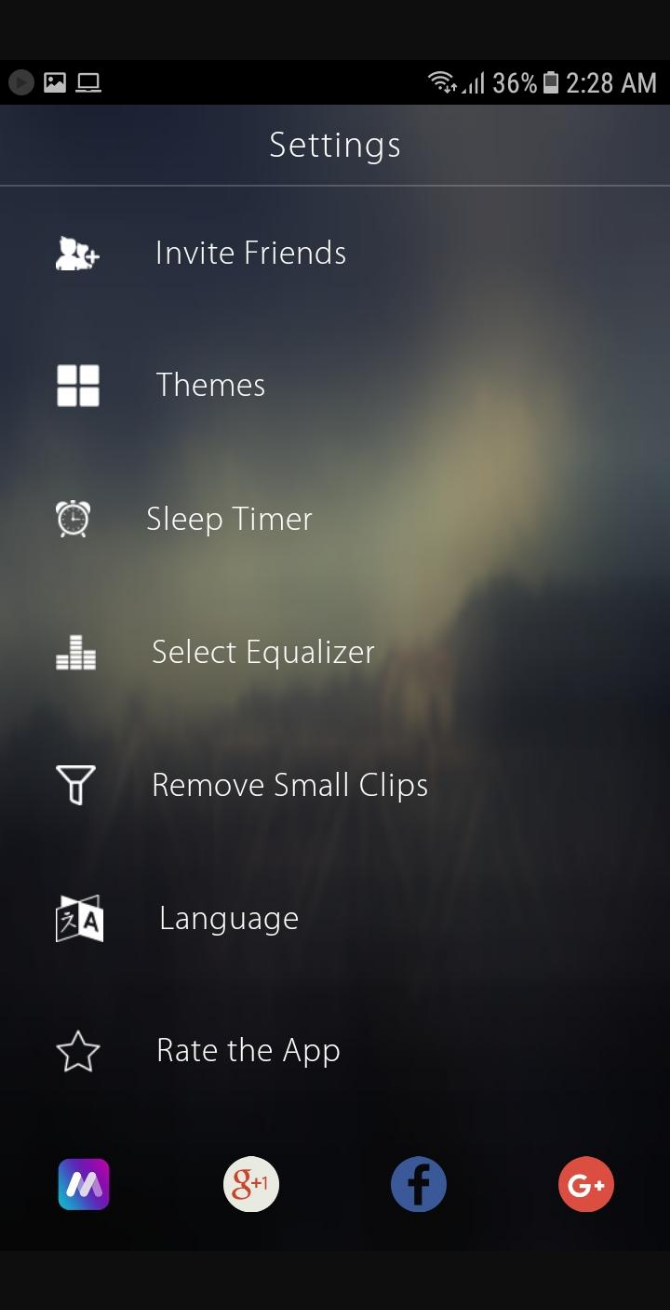 36% 2:28 AM
Settings
Invite Friends
Themes
Sleep Timer
Select Equalizer
Remove Small Clips
Language
Rate the App
g+1 f G+